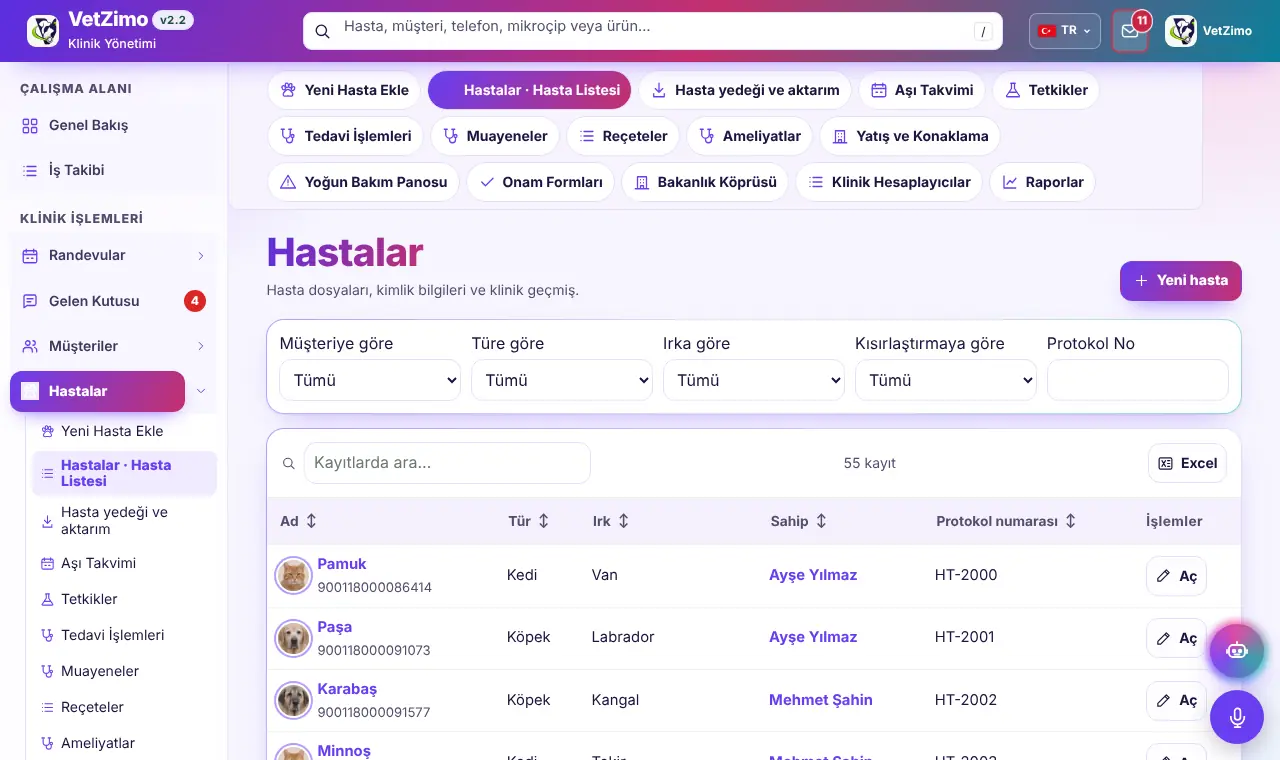 VetZimo v2.2
Klinik Yönetimi
Hasta, müşteri, telefon, mikroçip veya ürün...
/
TR
11
VetZimo
ÇALIŞMA ALANI
Genel Bakış
İş Takibi
KLİNİK İŞLEMLERİ
Randevular
Gelen Kutusu 4
Müşteriler
Hastalar
Yeni Hasta Ekle
Hastalar · Hasta
Listesi
Hasta yedeği ve
aktarım
Aşı Takvimi
Tetkikler
Tedavi İşlemleri
Muayeneler
Reçeteler
Ameliyatlar
Yeni Hasta Ekle Hastalar · Hasta Listesi Hasta yedeği ve aktarım Aşı Takvimi Tetkikler
Tedavi İşlemleri Muayeneler Reçeteler Ameliyatlar Yatış ve Konaklama
Yoğun Bakım Panosu Onam Formları Bakanlık Köprüsü Klinik Hesaplayıcılar Raporlar
Hastalar
Hasta dosyaları, kimlik bilgileri ve klinik geçmiş.
Yeni hasta
Müşteriye göre Türe göre Irka göre Kısırlaştırmaya göre Protokol No
Tümü Tümü Tümü Tümü
Kayıtlarda ara... 55 kayıt Excel
Ad Tür Irk Sahip Protokol numarası İşlemler
Pamuk
900118000086414 Kedi Van Ayşe Yılmaz HT-2000 Aç
Paşa
900118000091073 Köpek Labrador Ayşe Yılmaz HT-2001 Aç
Karabaş
900118000091577 Köpek Kangal Mehmet Şahin HT-2002 Aç
Minnoş